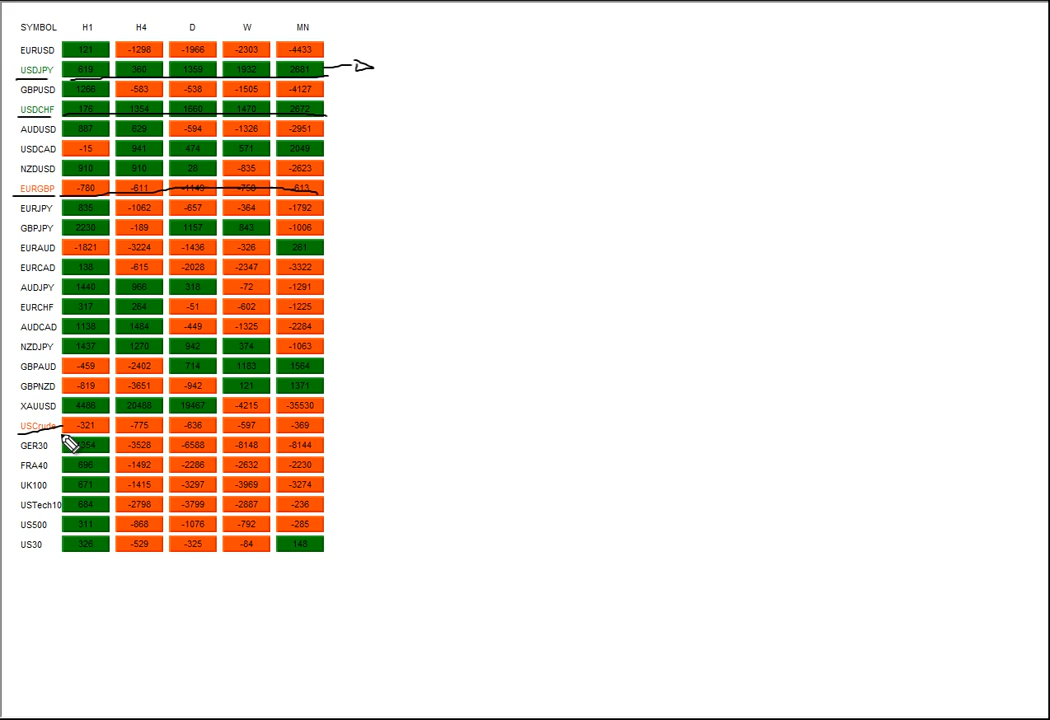 SYMBOL H1 H4 D W MN
EURUSD 121 -1298 -1966 -2303 -4433
USDJPY 619 360 1359 1932 2681
GBPUSD 1266 -583 -538 -1505 -4127
USDCHF 176 1354 1660 1470 2672
AUDUSD 887 629 -594 -1326 -2951
USDCAD -15 941 474 571 2049
NZDUSD 910 910 28 -835 -2623
EURGBP -780 -611 -1149 -758 -613
EURJPY 835 -1062 -657 -364 -1792
GBPJPY 2230 -189 1157 843 -1006
EURAUD -1821 -3224 -1436 -326 261
EURCAD 138 -615 -2028 -2347 -3322
AUDJPY 1440 966 318 -72 -1291
EURCHF 317 264 -51 -602 -1225
AUDCAD 1138 1484 -449 -1325 -2284
NZDJPY 1437 1270 942 374 -1063
GBPAUD -459 -2402 714 1183 1564
GBPNZD -819 -3651 -942 121 1371
XAUUSD 4486 20488 19467 -4215 -35530
USCrude -321 -775 -636 -597 -369
GER30 -3528 -6588 -8148 -8144
FRA40 696 -1492 -2286 -2632 -2230
UK100 671 -1415 -3297 -3969 -3274
USTech10 684 -2798 -3799 -2887 -236
US500 311 -868 -1076 -792 -285
US30 326 -529 -325 -84 148